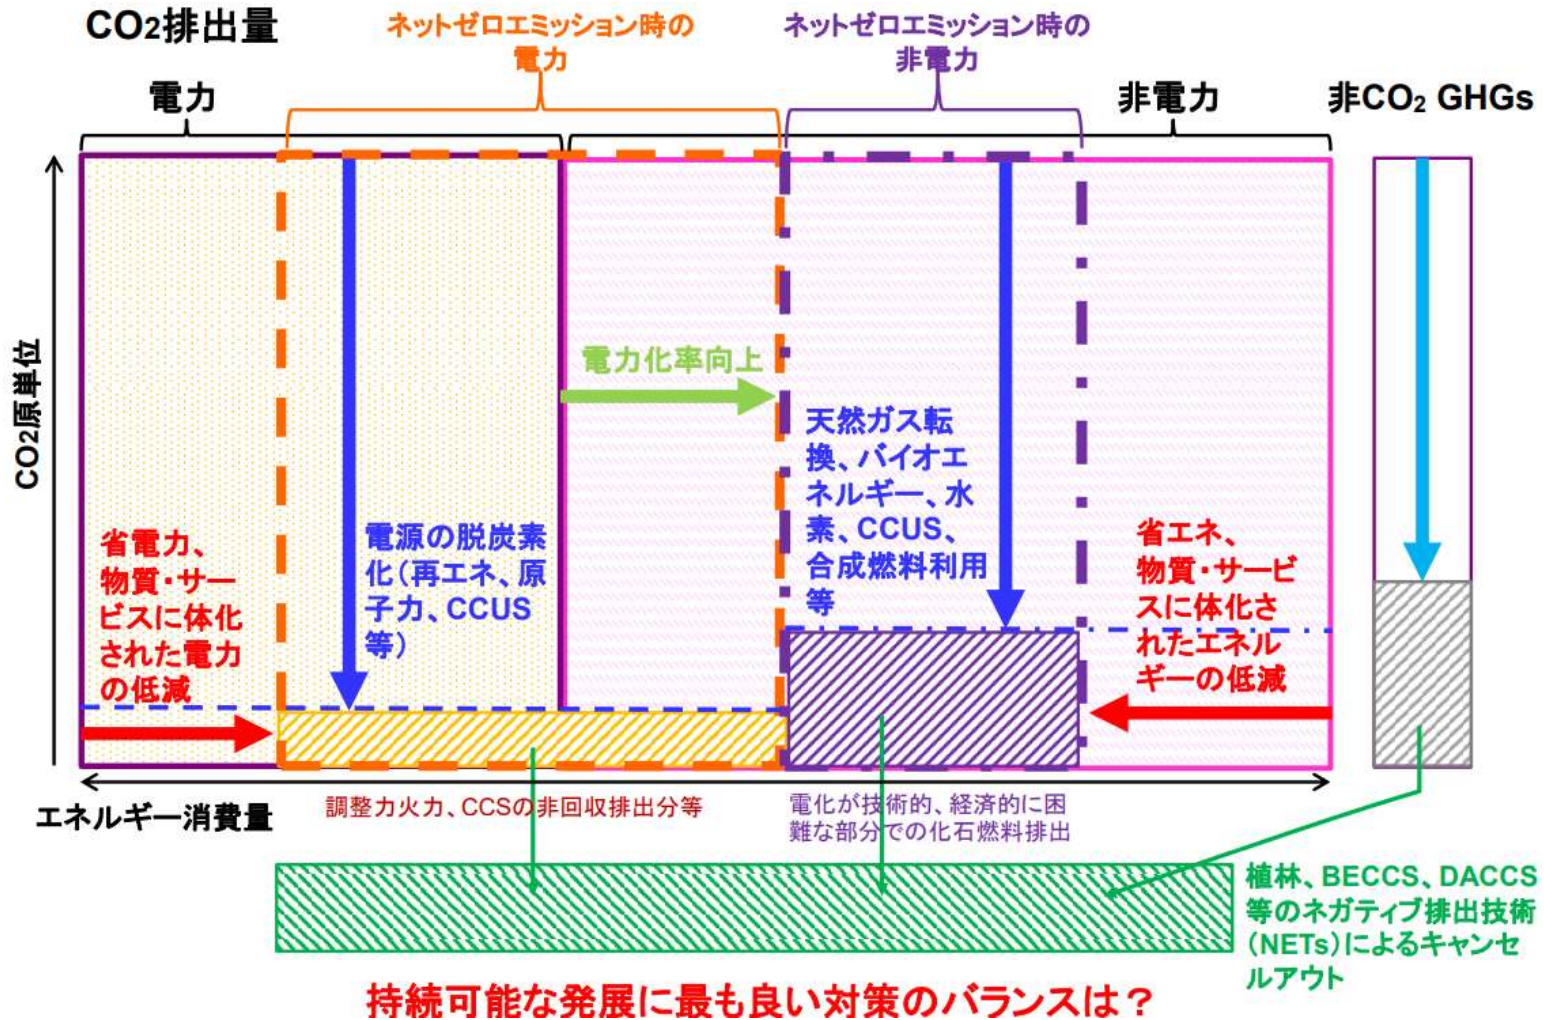 CO2排出量
ネットゼロエミッション時の
電力
ネットゼロエミッション時の
非電力
電力
非電力
非CO2 GHGs
CO2原単位
電力化率向上
天然ガス転
換、バイオエ
ネルギー、水
素、CCUS、
合成燃料利用
等
省電力、
物質・サー
ビスに体化
された電力
の低減
電源の脱炭素
化（再エネ、原
子力、CCUS
等）
省エネ、
物質・サービ
スに体化さ
れたエネル
ギーの低減
エネルギー消費量
調整力火力、CCSの非回収排出分等
電化が技術的、経済的に困
難な部分での化石燃料排出
植林、BECCS、DACCS
等のネガティブ排出技術
（NETs）によるキャンセ
ルアウト
持続可能な発展に最も良い対策のバランスは？